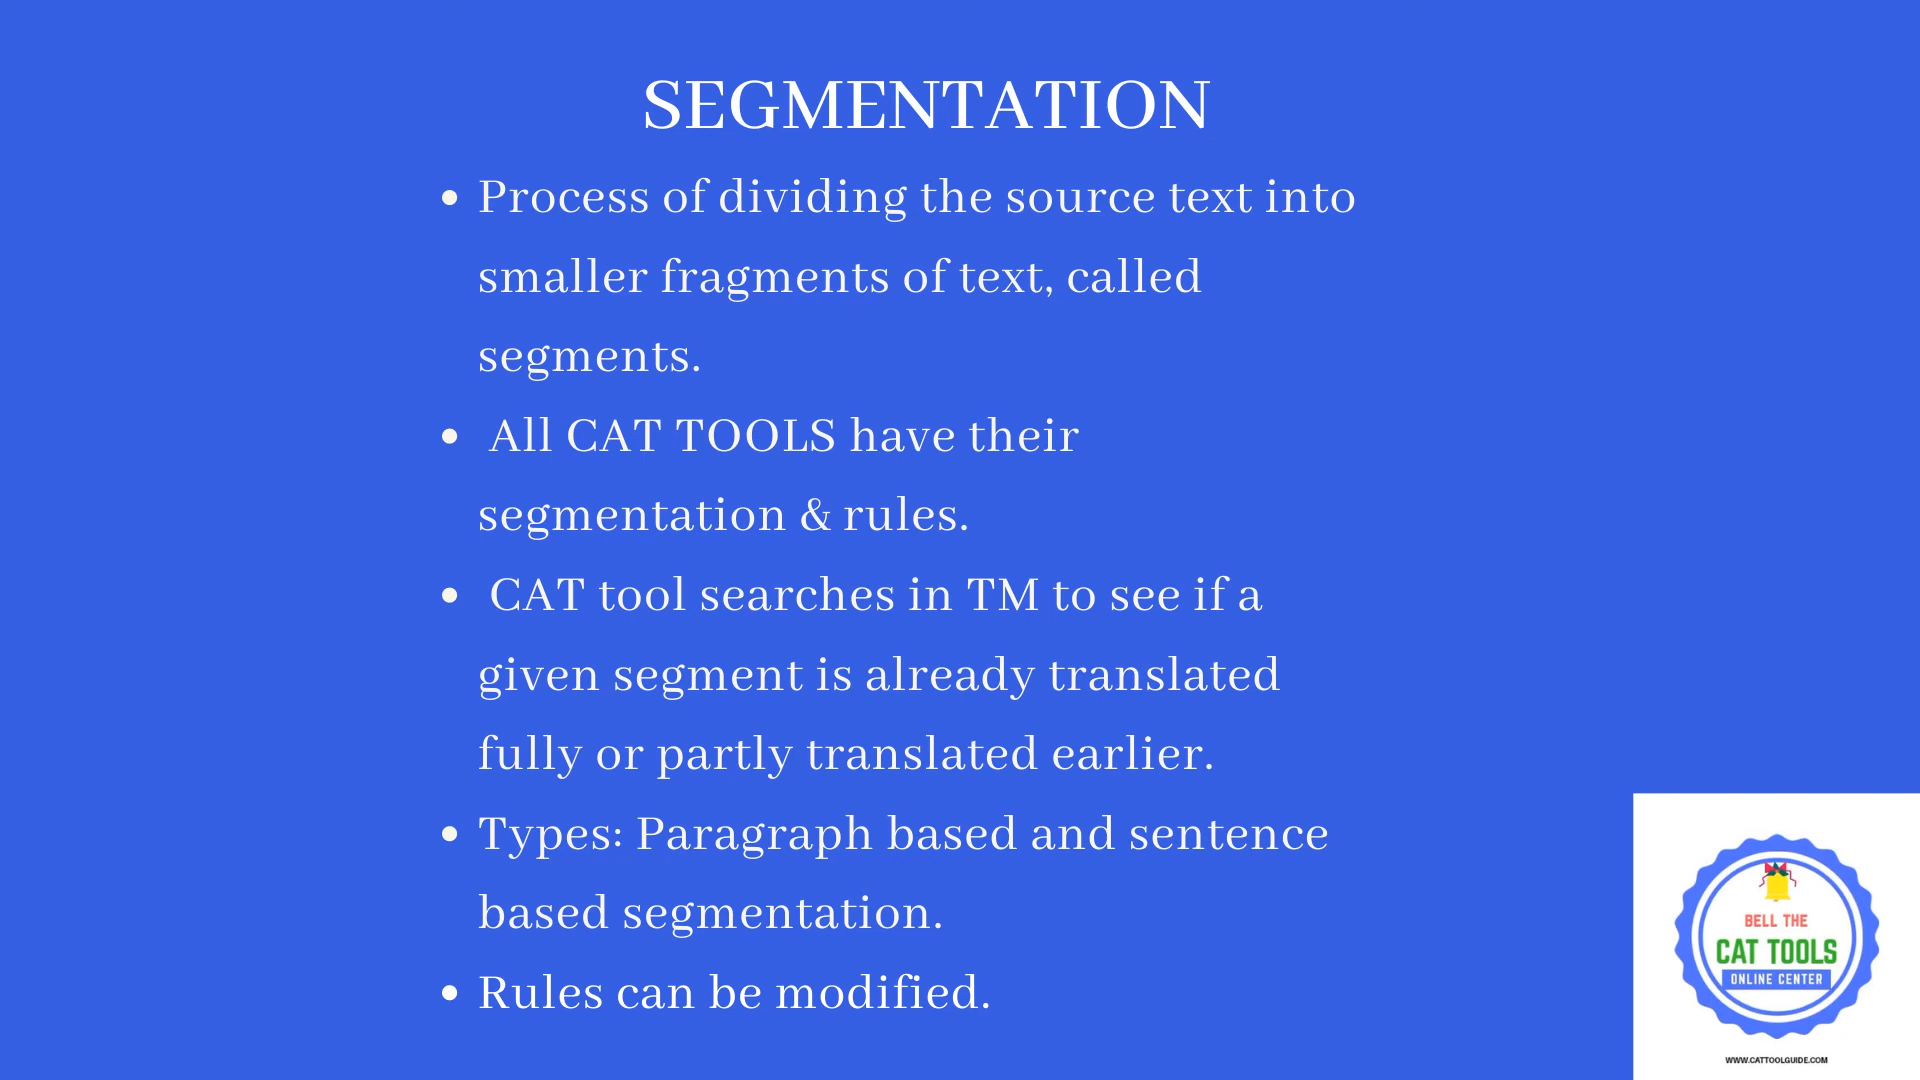 SEGMENTATION
• Process of dividing the source text into
smaller fragments of text, called
segments.
• All CAT TOOLS have their
segmentation & rules.
• CAT tool searches in TM to see if a
given segment is already translated
fully or partly translated earlier.
• Types: Paragraph based and sentence
based segmentation.
• Rules can be modified.
BELL THE
CAT TOOLS
ONLINE CENTER
WWW.CATTOOLGUIDE.COM